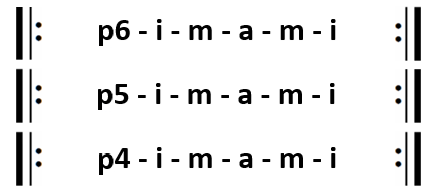 p6 - i - m - a - m - i
p5 - i - m - a - m - i
p4 - i - m - a - m - i